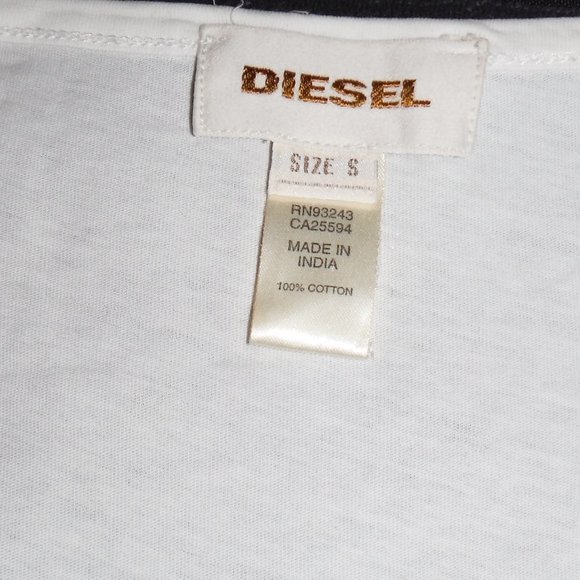 DIESEL
SIZE S
RN93243
CA25594
MADE IN
INDIA
100% COTTON